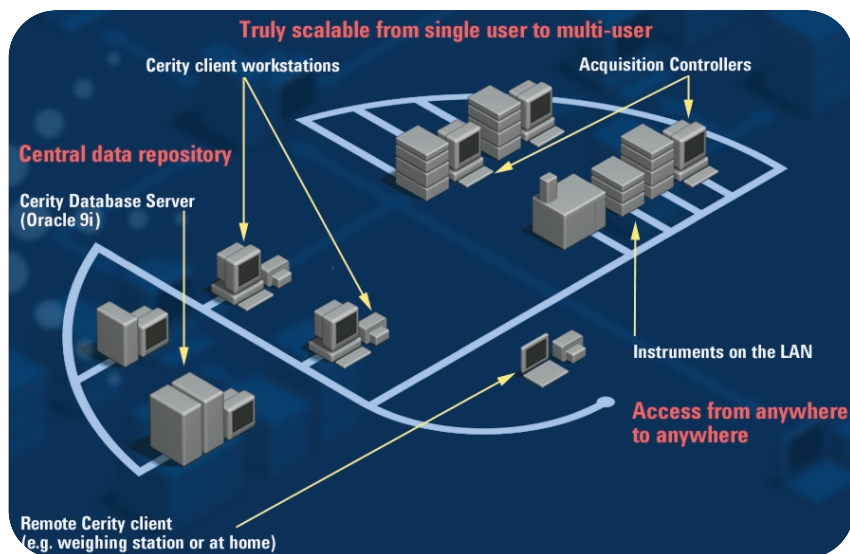 Truly scalable from single user to multi-user
Cerity client workstations
Acquisition Controllers
Central data repository
Cerity Database Server
(Oracle 9i)
Instruments on the LAN
Access from anywhere
to anywhere
Remote Cerity client
(e.g. weighing station or at home)